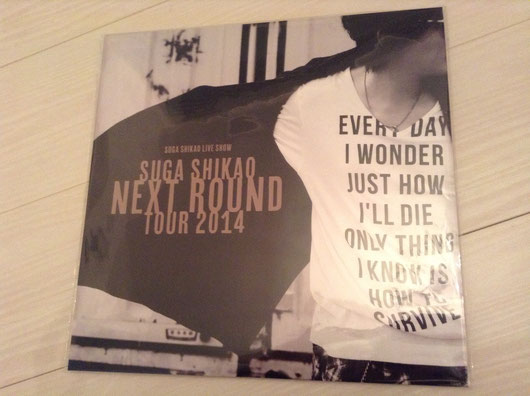 SUGA SHIKAO LIVE SHOW
SUGA SHIKAO
NEXT ROUND
TOUR 2014
EVERY DAY
I WONDER
JUST HOW
I'LL DIE
ONLY THING
I KNOW IS
HOW TO
SURVIVE